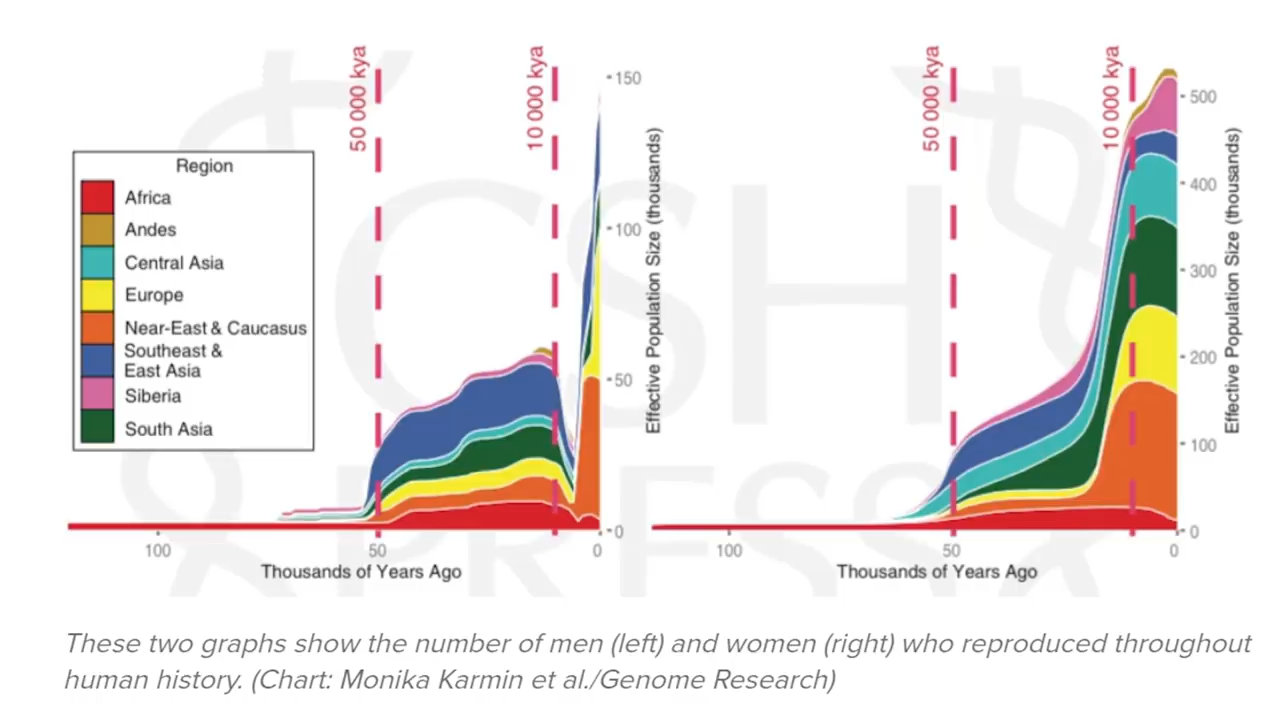 50 000 kya
10 000 kya
150
100
50
0
Effective Population Size (thousands)
Region
Africa
Andes
Central Asia
Europe
Near-East & Caucasus
Southeast &
East Asia
Siberia
South Asia
100
50
0
Thousands of Years Ago
50 000 kya
10 000 kya
500
400
300
200
100
0
Effective Population Size (thousands)
100
50
0
Thousands of Years Ago
CSH
PRESS
These two graphs show the number of men (left) and women (right) who reproduced throughout
human history. (Chart: Monika Karmin et al./Genome Research)